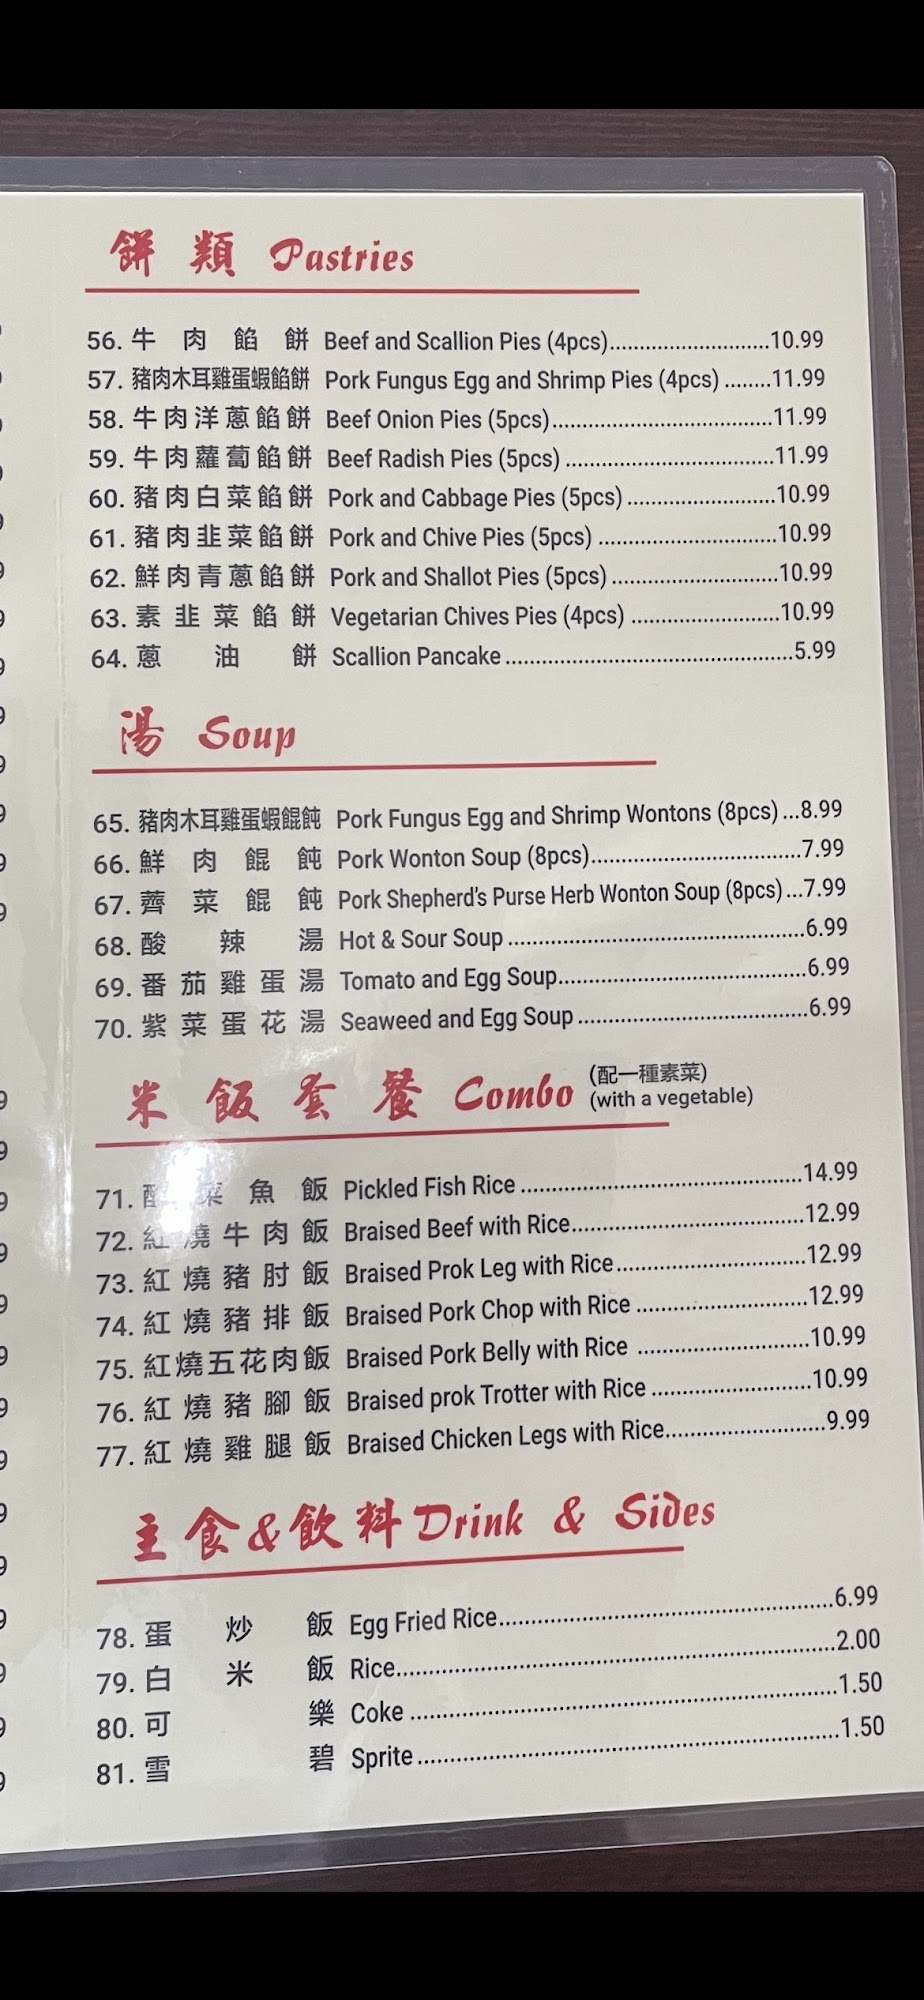 餅類 Pastries
56. 牛肉餡餅 Beef and Scallion Pies (4pcs)..........................10.99
57. 豬肉木耳雞蛋蝦餡餅 Pork Fungus Egg and Shrimp Pies (4pcs) ........11.99
58. 牛肉洋蔥餡餅 Beef Onion Pies (5pcs)....................................11.99
59. 牛肉蘿蔔餡餅 Beef Radish Pies (5pcs) ..................................11.99
60. 豬肉白菜餡餅 Pork and Cabbage Pies (5pcs) ........................10.99
61. 豬肉韭菜餡餅 Pork and Chive Pies (5pcs) .............................10.99
62. 鮮肉青蔥餡餅 Pork and Shallot Pies (5pcs) ...........................10.99
63. 素韭菜餡餅 Vegetarian Chives Pies (4pcs) ........................10.99
64. 蔥油餅 Scallion Pancake ...............................................5.99
湯 Soup
65. 豬肉木耳雞蛋蝦餛飩 Pork Fungus Egg and Shrimp Wontons (8pcs) ...8.99
66. 鮮肉餛飩 Pork Wonton Soup (8pcs)..................................7.99
67. 薺菜餛飩 Pork Shepherd's Purse Herb Wonton Soup (8pcs) ...7.99
68. 酸辣湯 Hot & Sour Soup ................................................6.99
69. 番茄雞蛋湯 Tomato and Egg Soup........................................6.99
70. 紫菜蛋花湯 Seaweed and Egg Soup .....................................6.99
米飯套餐 Combo (配一種素菜)
(with a vegetable)
71. 菜魚飯 Pickled Fish Rice ..............................................14.99
72. 紅燒牛肉飯 Braised Beef with Rice......................................12.99
73. 紅燒豬肘飯 Braised Prok Leg with Rice...............................12.99
74. 紅燒豬排飯 Braised Pork Chop with Rice ............................12.99
75. 紅燒五花肉飯 Braised Pork Belly with Rice ............................10.99
76. 紅燒豬腳飯 Braised prok Trotter with Rice ..........................10.99
77. 紅燒雞腿飯 Braised Chicken Legs with Rice..........................9.99
主食&飲料 Drink & Sides
78. 蛋炒飯 Egg Fried Rice......................................................6.99
79. 白米飯 Rice.......................................................................2.00
80. 可樂 Coke .....................................................................1.50
81. 雪碧 Sprite ....................................................................1.50